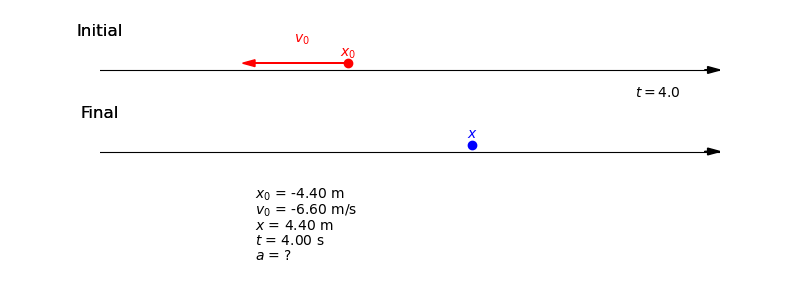 Initial
v₀
x₀
t = 4.0
Final
x
x₀ = -4.40 m
v₀ = -6.60 m/s
x = 4.40 m
t = 4.00 s
a = ?